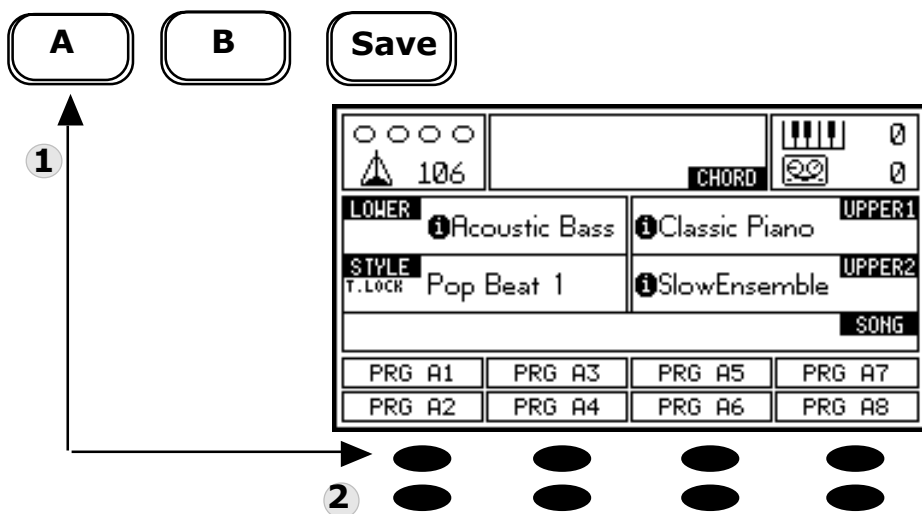 A B Save
1
106 CHORD 0
0
LOWER Acoustic Bass Classic Piano UPPER1
STYLE T.LOCK Pop Beat 1 SlowEnsemble UPPER2
SONG
PRG A1 PRG A3 PRG A5 PRG A7
PRG A2 PRG A4 PRG A6 PRG A8
2